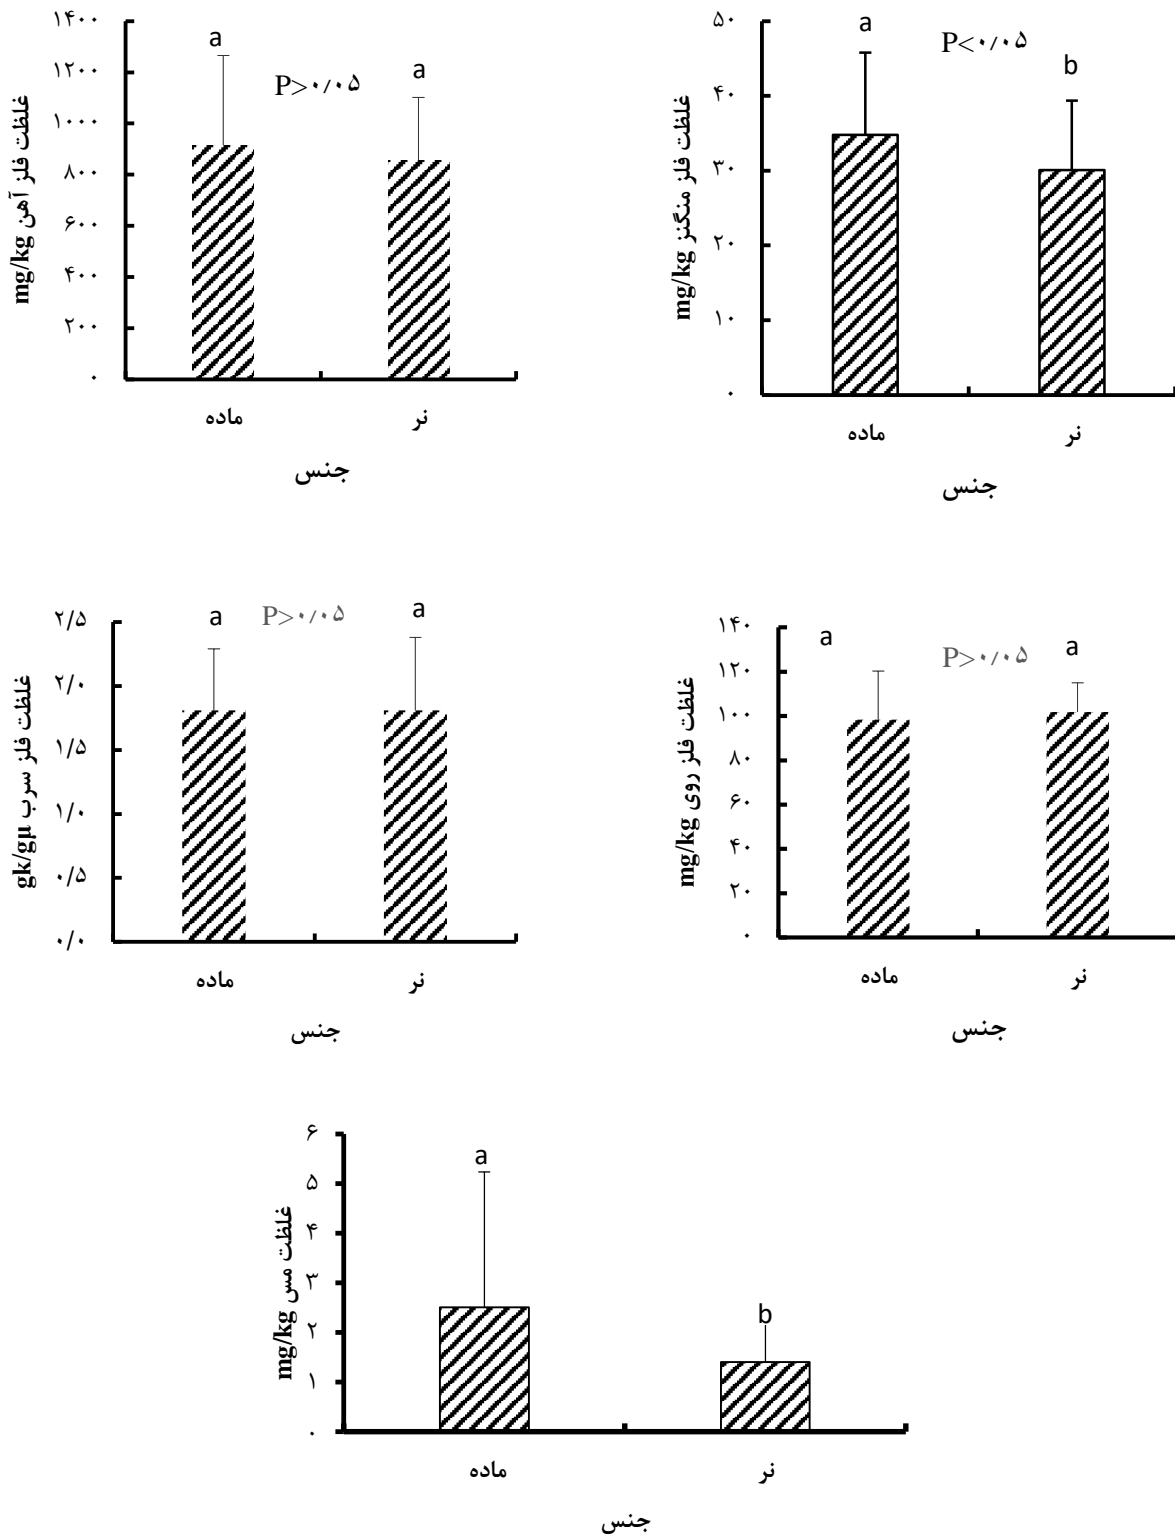 غلظت فلز آهن mg/kg
۱۴۰۰
۱۲۰۰
۱۰۰۰
۸۰۰
۶۰۰
۴۰۰
۲۰۰
۰
a
P>۰/۰۵
a
ماده
نر
جنس
غلظت فلز منگنز mg/kg
۵۰
۴۰
۳۰
۲۰
۱۰
۰
a
P<۰/۰۵
b
ماده
نر
جنس
غلظت فلز سرب gk/gµ
۲/۵
۲/۰
۱/۵
۱/۰
۰/۵
۰/۰
a
P>۰/۰۵
a
ماده
نر
جنس
غلظت فلز روی mg/kg
۱۴۰
۱۲۰
۱۰۰
۸۰
۶۰
۴۰
۲۰
۰
a
P>۰/۰۵
a
ماده
نر
جنس
غلظت مس mg/kg
۶
۵
۴
۳
۲
۱
۰
a
b
ماده
نر
جنس